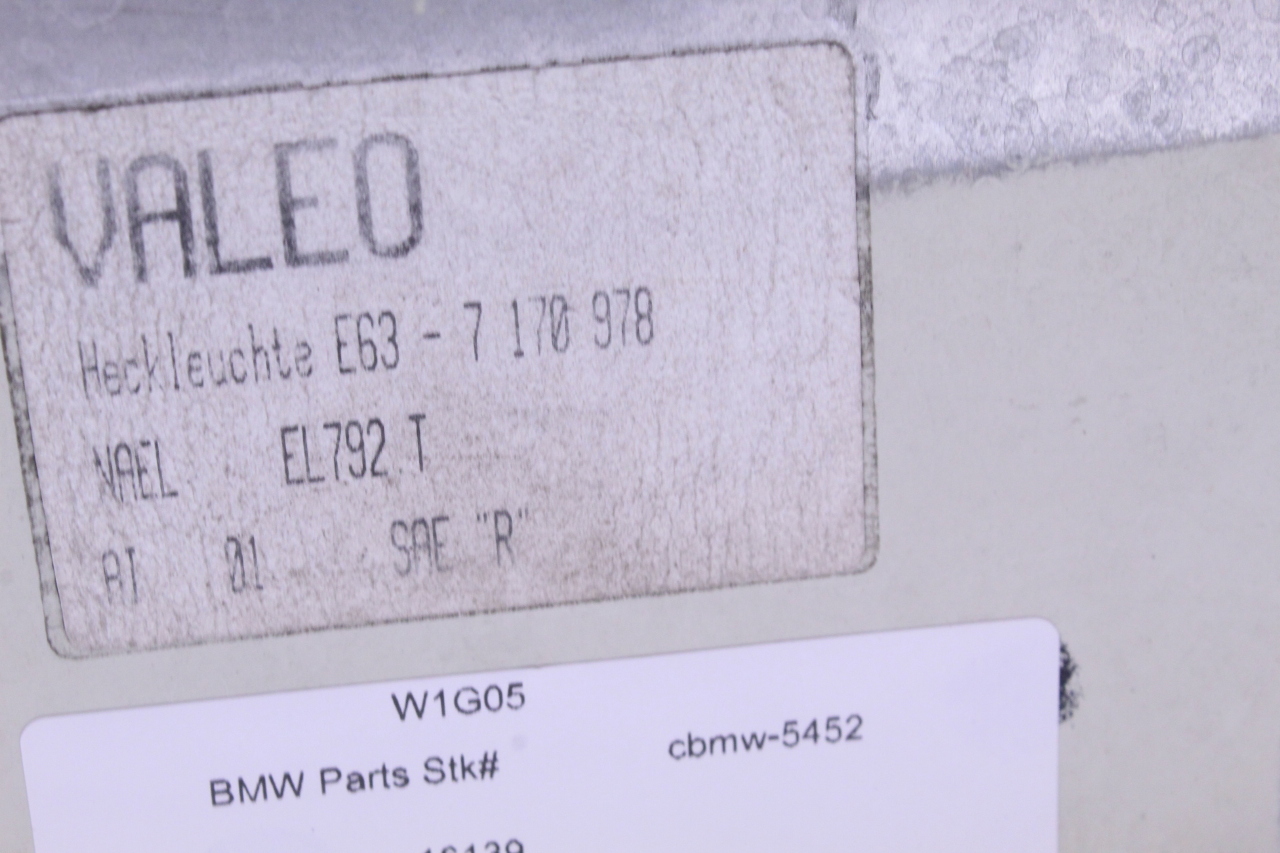 VALEO
Heckleuchte E63 - 7 170 978
NAEL EL792 T
AI 01 SAE "R"
W1G05
BMW Parts Stk# cbmw-5452